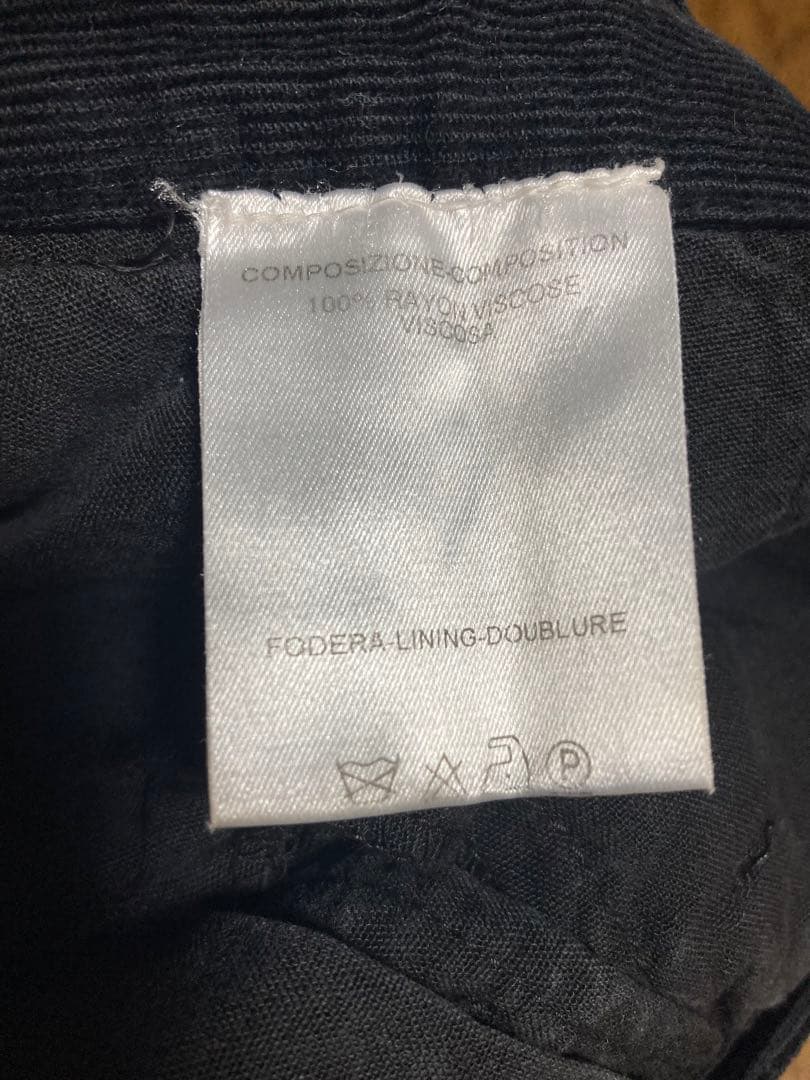 COMPOSIZIONE-COMPOSITION
100% RAYON VISCOSE
VISCOSA
FODERA-LINING-DOUBLURE
P